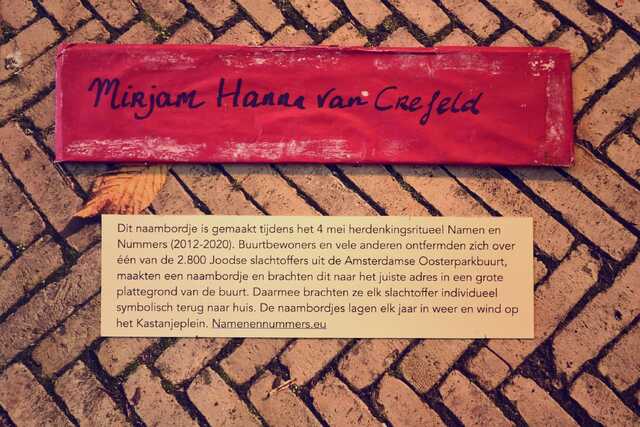 Mirjam Hanna van Crefeld
Dit naambordje is gemaakt tijdens het 4 mei herdenkingsritueel Namen en
Nummers (2012-2020). Buurtbewoners en vele anderen ontfermden zich over
één van de 2.800 Joodse slachtoffers uit de Amsterdamse Oosterparkbuurt,
maakten een naambordje en brachten dit naar het juiste adres in een grote
plattegrond van de buurt. Daarmee brachten ze elk slachtoffer individueel
symbolisch terug naar huis. De naambordjes lagen elk jaar in weer en wind op
het Kastanjeplein. Namenennummers.eu